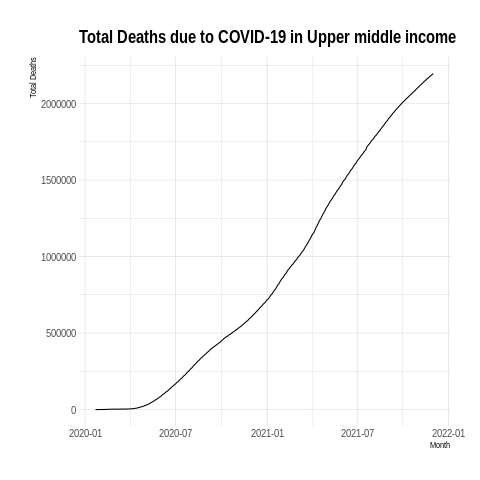 Total Deaths due to COVID-19 in Upper middle income
Total Deaths
2000000
1500000
1000000
500000
0
2020-01 2020-07 2021-01 2021-07 2022-01
Month